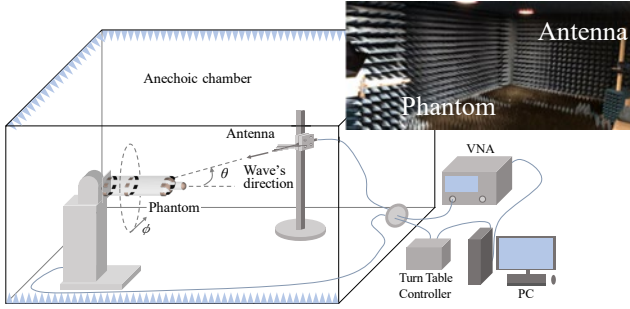 Antenna
Phantom
Anechoic chamber
VNA
Antenna
θ
Wave's
direction
Phantom
ϕ
Turn Table
Controller
PC